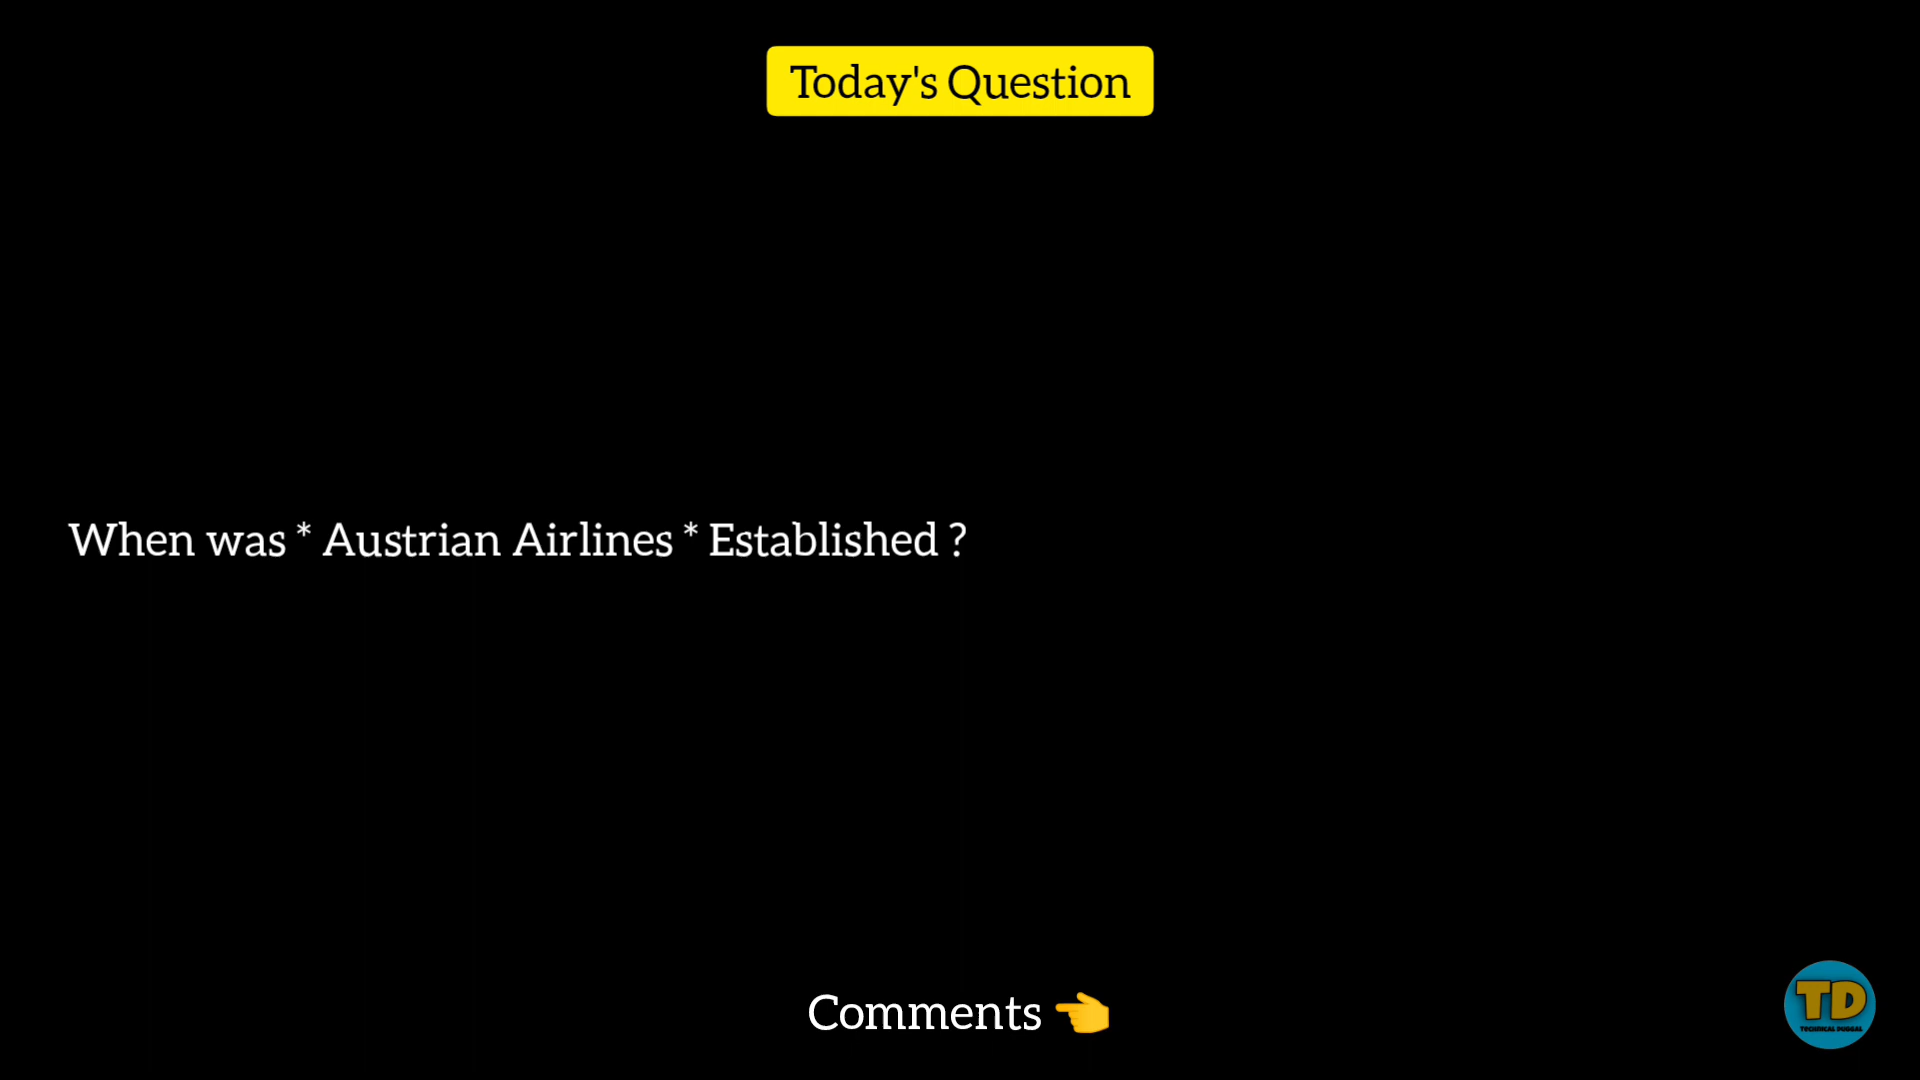 Today's Question
When was * Austrian Airlines * Established ?
Comments 👈
TD